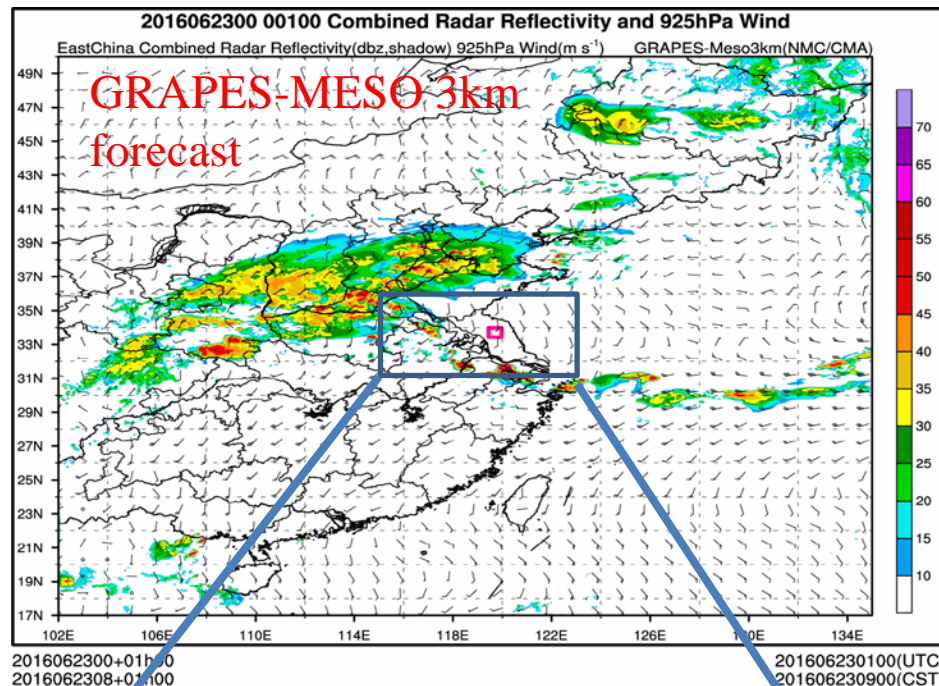 2016062300 00100 Combined Radar Reflectivity and 925hPa Wind
EastChina Combined Radar Reflectivity(dbz,shadow) 925hPa Wind(m s⁻¹) GRAPES-Meso3km(NMC/CMA)
GRAPES-MESO 3km
forecast
49N
47N
45N
43N
41N
39N
37N
35N
33N
31N
29N
27N
25N
23N
21N
19N
17N
70
65
60
55
50
45
40
35
30
25
20
15
10
102E 106E 110E 114E 118E 122E 126E 130E 134E
2016062300+01h00 201606230100(UTC
2016062308+01h00 201606230900(CST